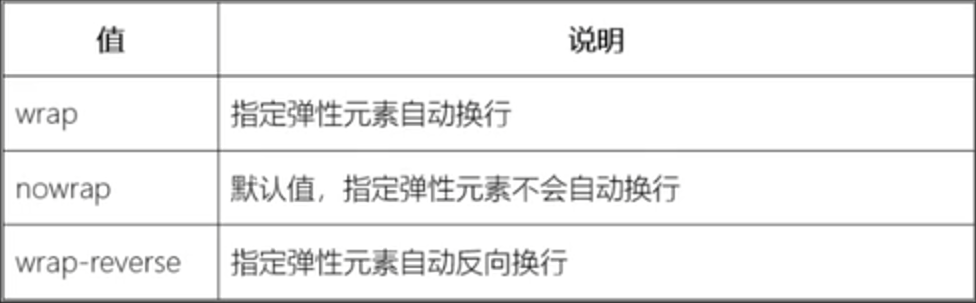 值 说明
wrap 指定弹性元素自动换行
nowrap 默认值，指定弹性元素不会自动换行
wrap-reverse 指定弹性元素自动反向换行